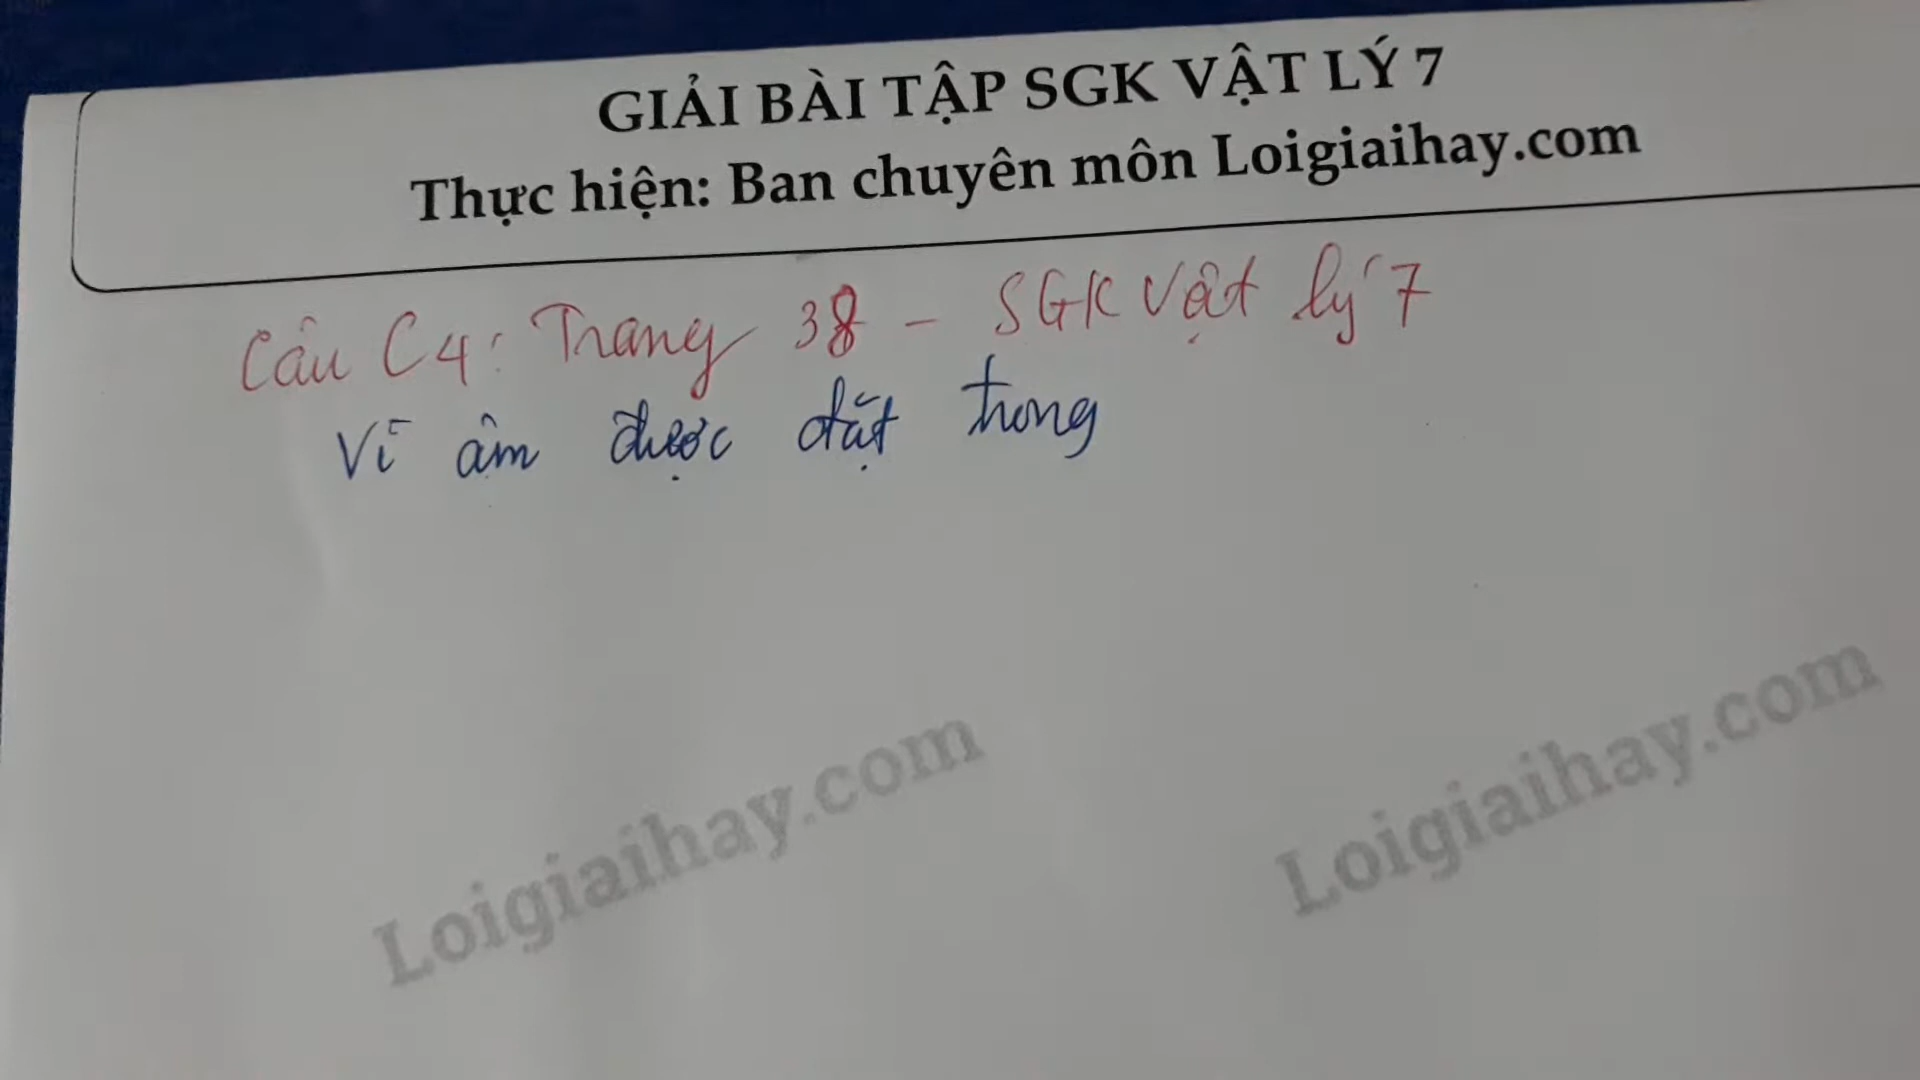 GIẢI BÀI TẬP SGK VẬT LÝ 7
Thực hiện: Ban chuyên môn Loigiaihay.com
Câu C4: Trang 38 - SGK Vật lý 7
Vì âm được đặt trong
Loigiaihay.com
Loigiaihay.com